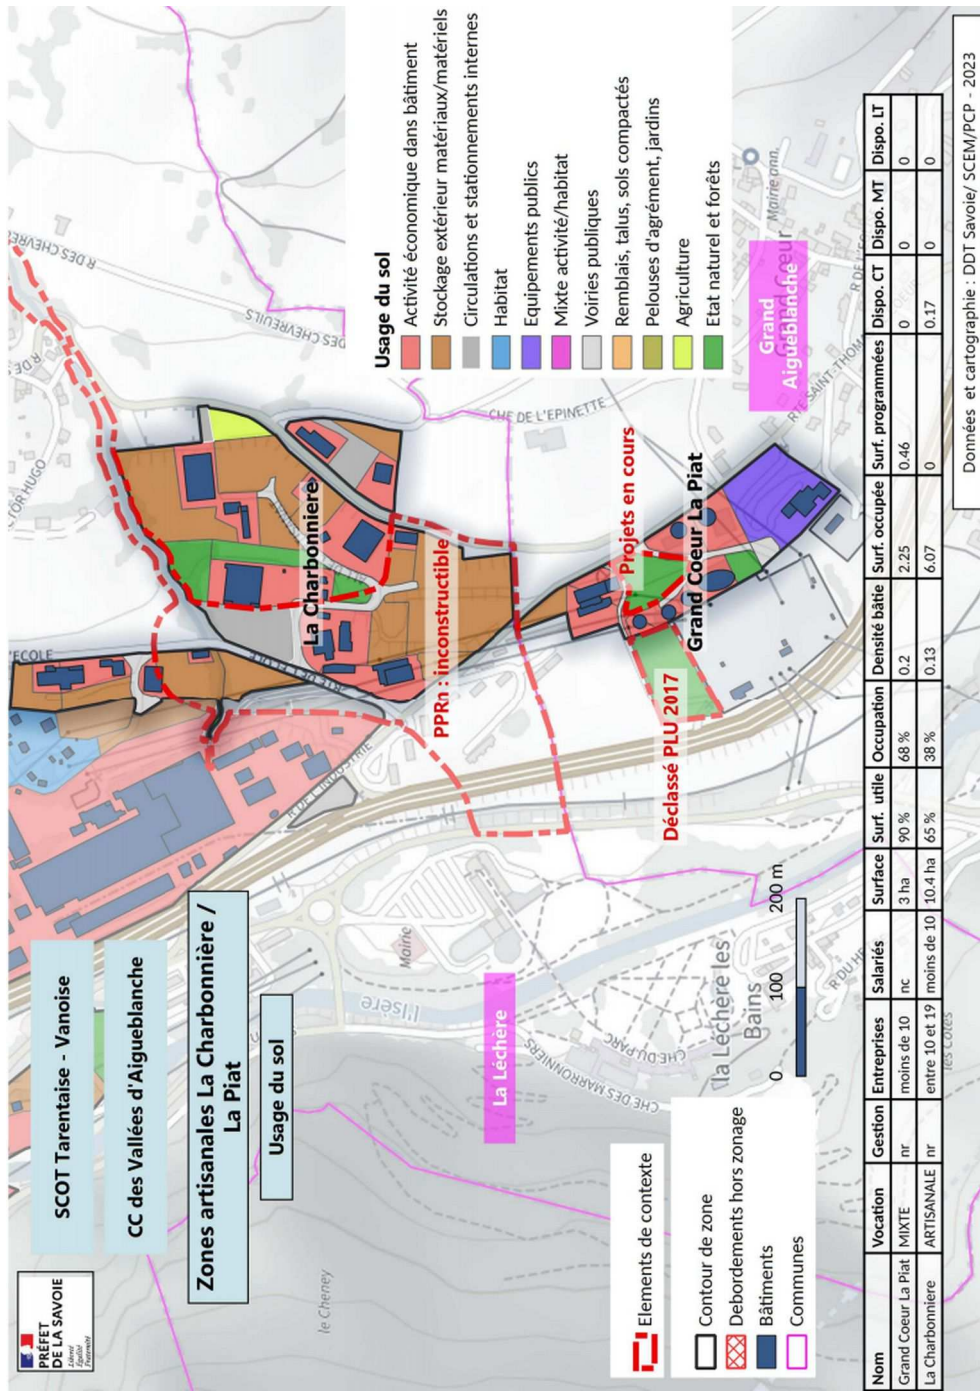 PRÉFET
DE LA SAVOIE
Liberté
Égalité
Fraternité
SCOT Tarentaise - Vanoise
CC des Vallées d'Aigueblanche
Zones artisanales La Charbonnière /
La Piat
Usage du sol
le Cheney
La Léchère
Mairie
l'Isère
la Léchère les
Bains
CHE DU PARC
CHE DES MARRONNIERS
les Côtes
R DE L'INDUSTRIE
La Charbonniere
PPRn : inconstructible
Projets en cours
Grand Coeur La Piat
Déclassé PLU 2017
R DES CHEVREUILS
DES CHEVREUILS
CHE DE L'EPINETTE
Grand
Aigueblanche
Grand Cœur
Mairie ann.
Usage du sol
Activité économique dans bâtiment
Stockage extérieur matériaux/matériels
Circulations et stationnements internes
Habitat
Equipements publics
Mixte activité/habitat
Voiries publiques
Remblais, talus, sols compactés
Pelouses d'agrément, jardins
Agriculture
Etat naturel et forêts
Elements de contexte
Contour de zone
Debordements hors zonage
Bâtiments
Communes
0 100 200 m
Nom Vocation Gestion Entreprises Salariés Surface Surf. utile Occupation Densité bâtie Surf. occupée Surf. programmées Dispo. CT Dispo. MT Dispo. LT
Grand Coeur La Piat MIXTE nr moins de 10 nc 3 ha 90 % 68 % 0.2 2.25 0.46 0 0 0
La Charbonniere ARTISANALE nr entre 10 et 19 moins de 10 10.4 ha 65 % 38 % 0.13 6.07 0 0.17 0 0
Données et cartographie : DDT Savoie/ SCEM/PCP - 2023